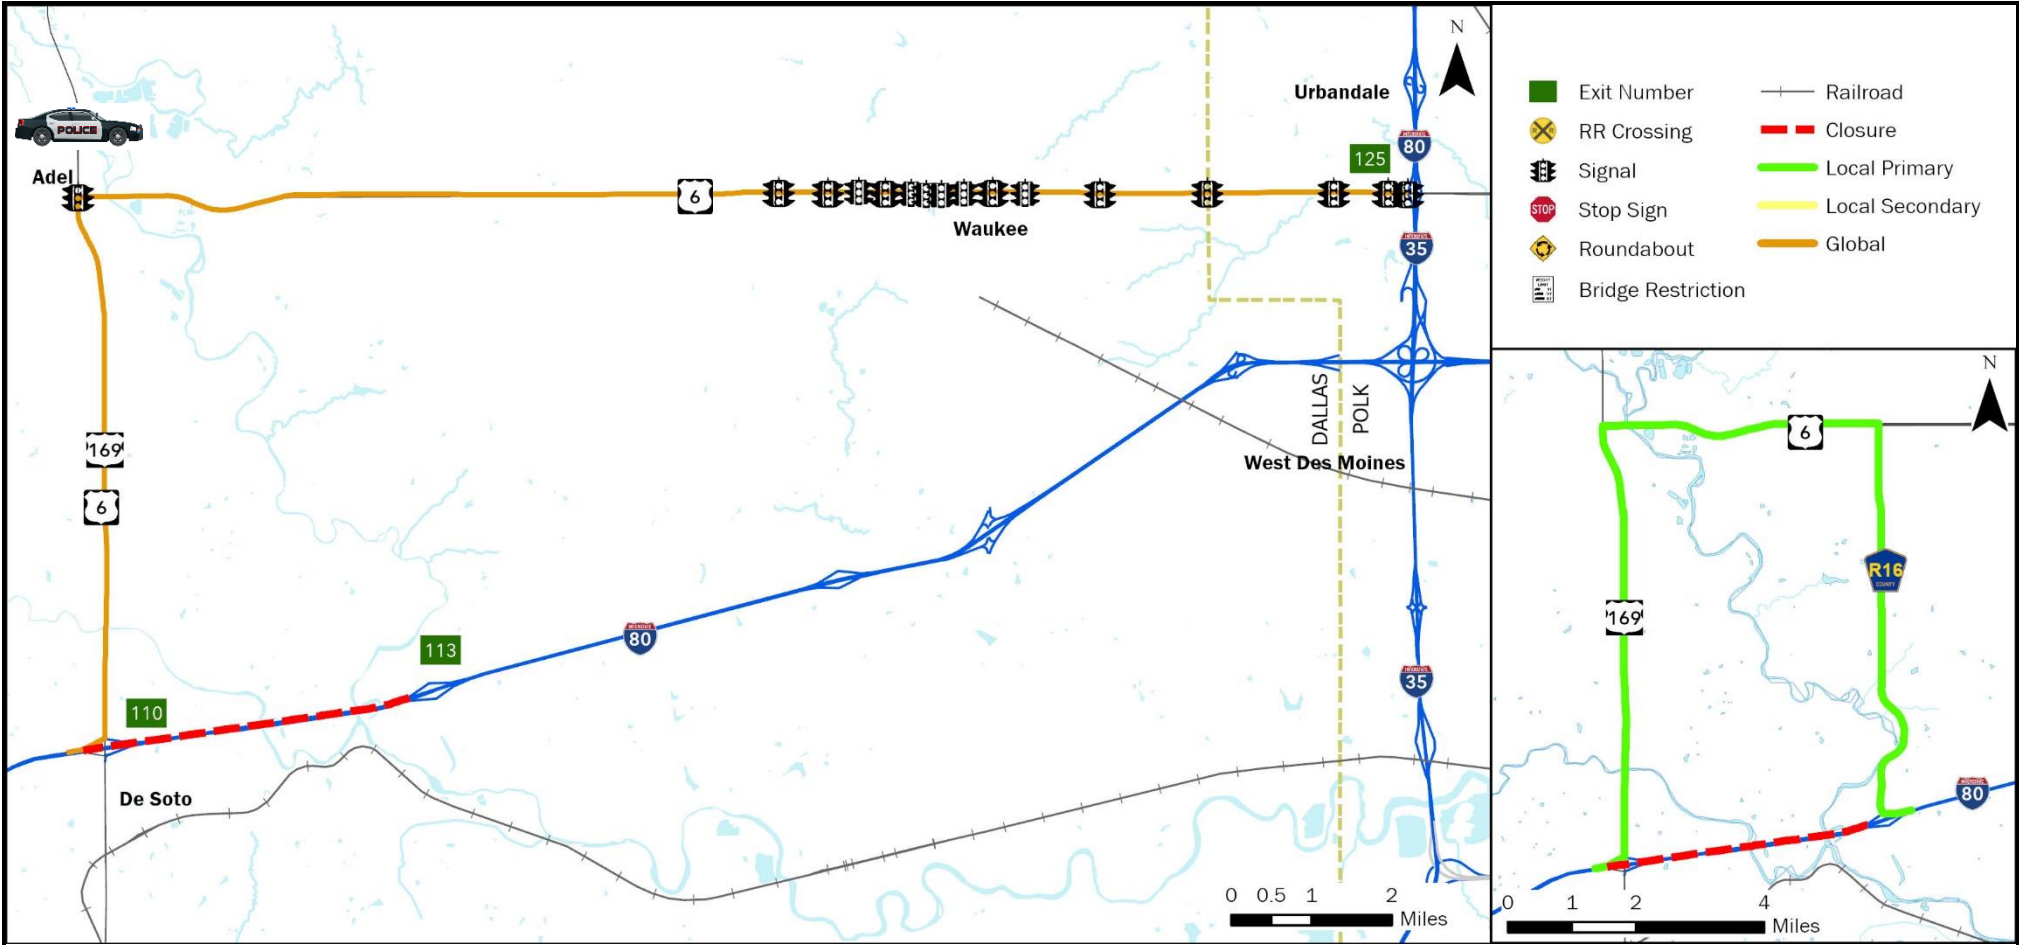 N
Urbandale
80
125
POLICE
Adel
6
Waukee
35
DALLAS
POLK
169
West Des Moines
6
113
80
35
110
De Soto
0 0.5 1 2
Miles
Exit Number
RR Crossing
Signal
STOP
Stop Sign
Roundabout
Bridge Restriction
Railroad
Closure
Local Primary
Local Secondary
Global
N
6
R16
COUNTY
169
80
0 1 2 4
Miles